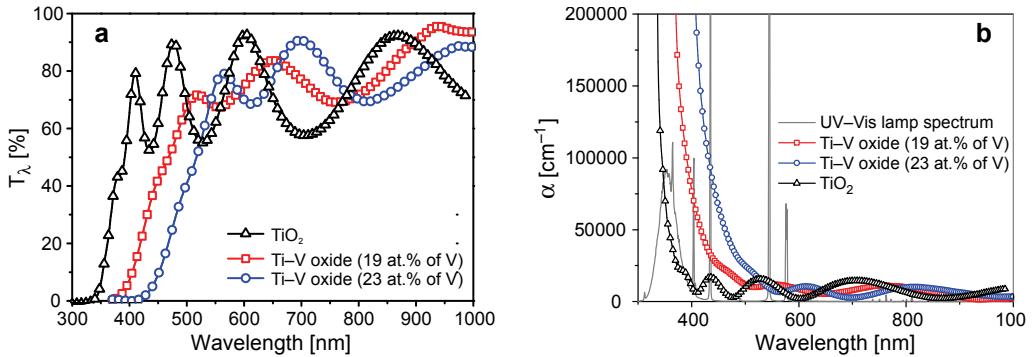 a
T_λ [%]
100
80
60
40
20
0
300 400 500 600 700 800 900 1000
Wavelength [nm]
TiO₂
Ti–V oxide (19 at.% of V)
Ti–V oxide (23 at.% of V)
b
α [cm⁻¹]
200000
150000
100000
50000
0
400 600 800 100
Wavelength [nm]
UV–Vis lamp spectrum
Ti–V oxide (19 at.% of V)
Ti–V oxide (23 at.% of V)
TiO₂